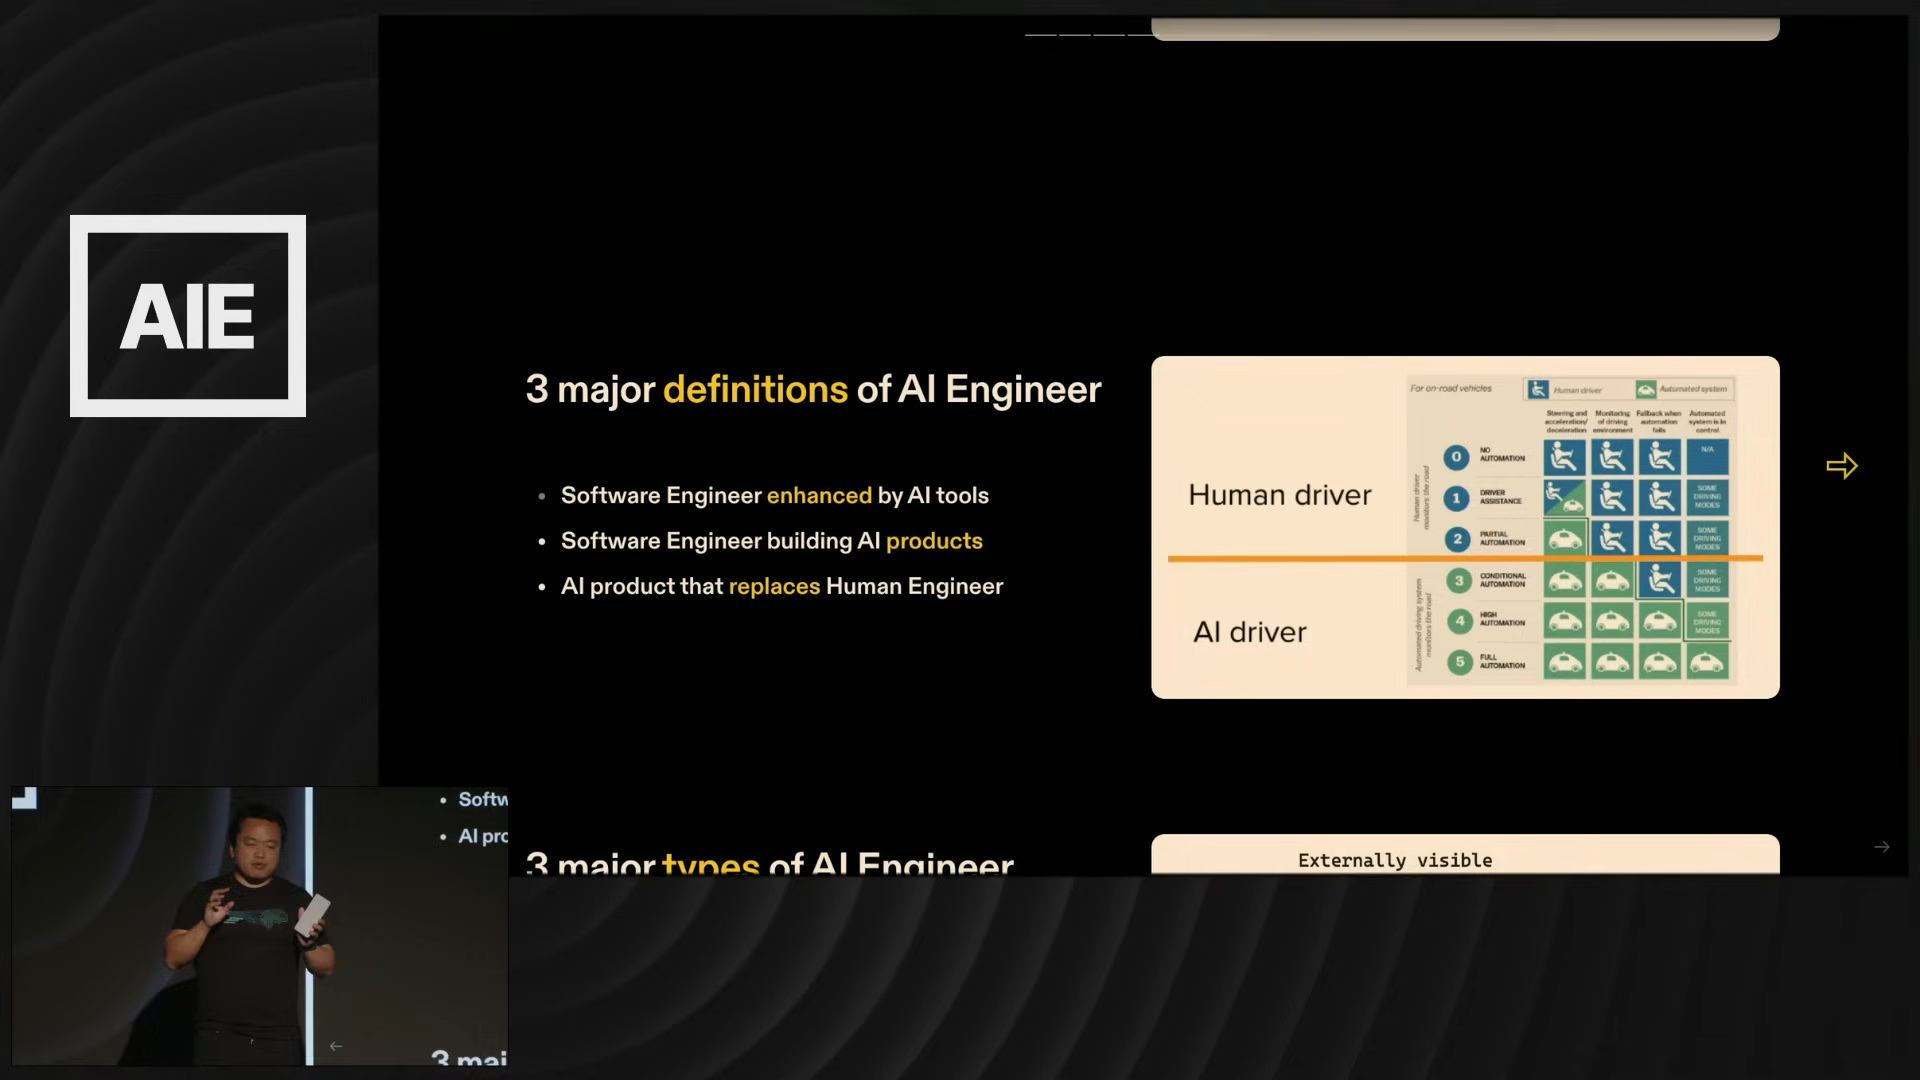 AIE
3 major definitions of AI Engineer
• Software Engineer enhanced by AI tools
• Software Engineer building AI products
• AI product that replaces Human Engineer
Human driver
AI driver
For on-road vehicles
Human driver
Automated system
Steering and acceleration/ deceleration
Monitoring of driving environment
Fallback when automation fails
Automated system is in control
Human driver monitors the road
Automated driving system monitors the road
0 NO AUTOMATION
N/A
1 DRIVER ASSISTANCE
SOME DRIVING MODES
2 PARTIAL AUTOMATION
SOME DRIVING MODES
3 CONDITIONAL AUTOMATION
SOME DRIVING MODES
4 HIGH AUTOMATION
SOME DRIVING MODES
5 FULL AUTOMATION
3 major types of AI Engineer
Externally visible
• Softw
• AI pro
3 maj